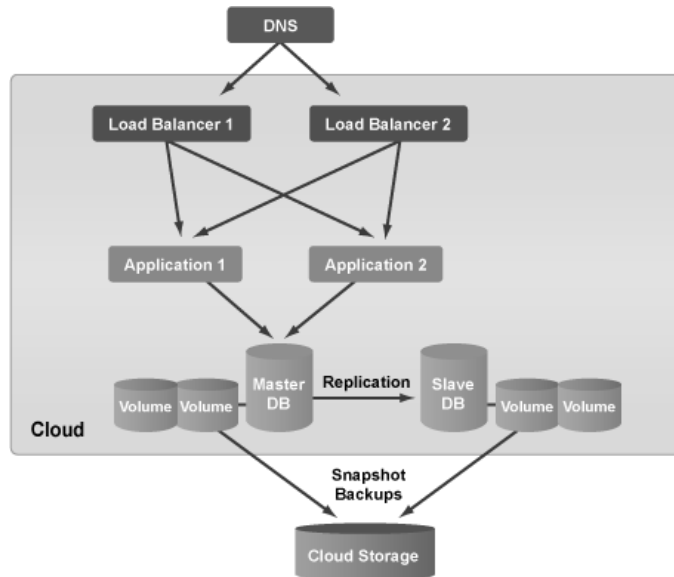 DNS
Load Balancer 1
Load Balancer 2
Application 1
Application 2
Master
DB
Replication
Slave
DB
Volume
Volume
Volume
Volume
Cloud
Snapshot
Backups
Cloud Storage